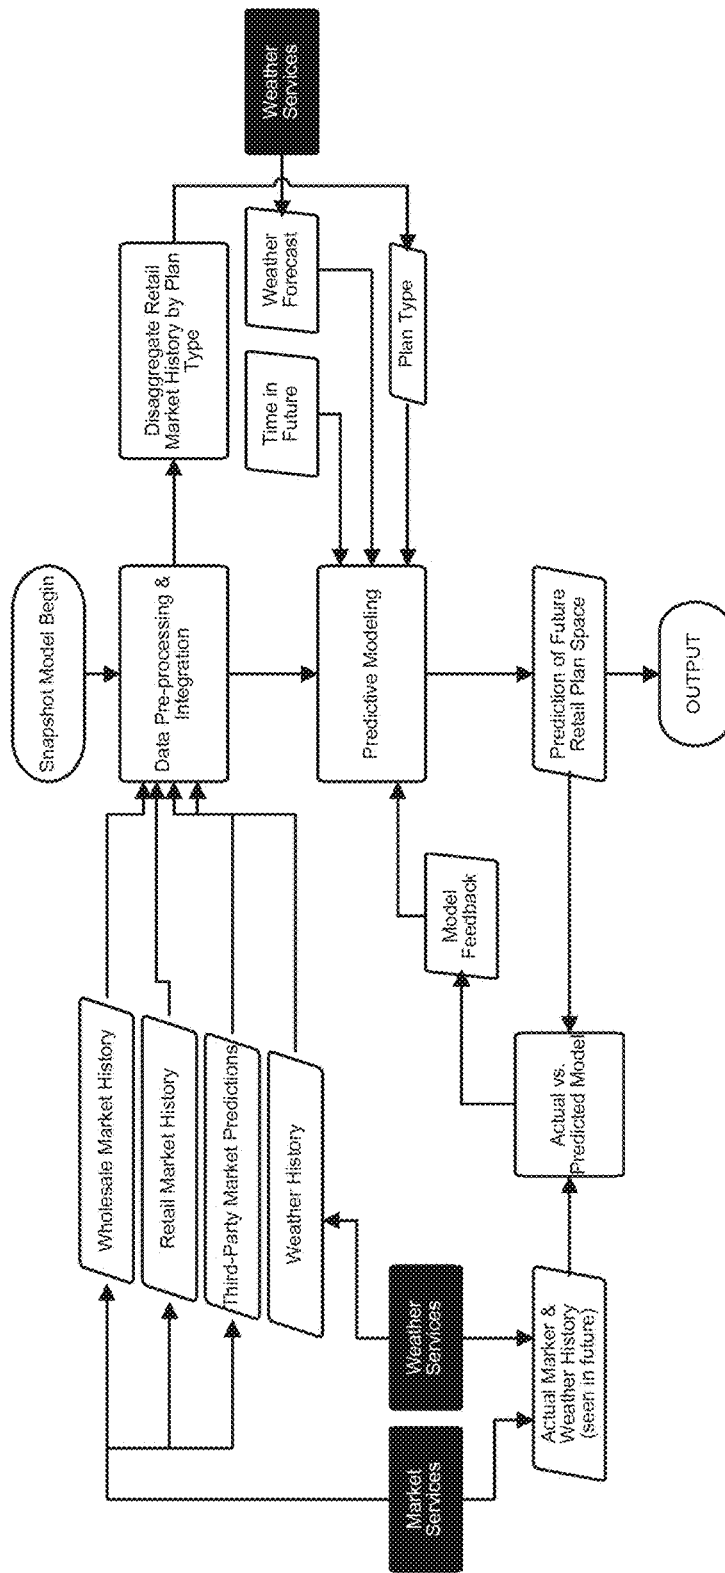 Snapshot Model Begin
Wholesale Market History
Retail Market History
Third-Party Market Predictions
Weather History
Data Pre-processing &
Integration
Disaggregate Retail
Market History by Plan
Type
Weather
Services
Time in
Future
Weather
Forecast
Plan Type
Market
Services
Weather
Services
Predictive Modeling
Model
Feedback
Actual Marker &
Weather History
(seen in future)
Actual vs.
Predicted Model
Prediction of Future
Retail Plan Space
OUTPUT